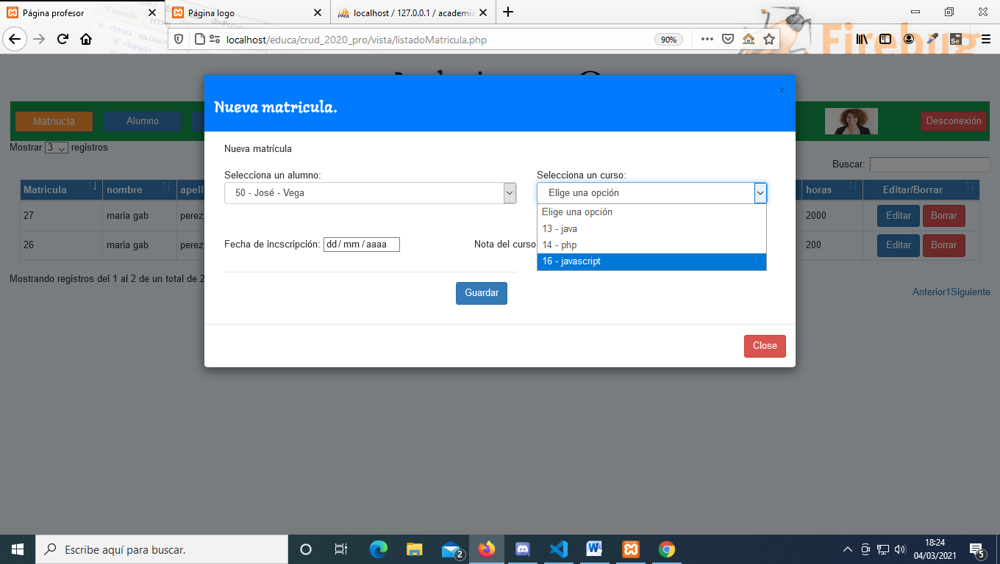 Página profesor
Página logo
localhost / 127.0.0.1 / academia
localhost/educa/crud_2020_pro/vista/listadoMatricula.php
90%
Firebug
Nueva matricula.
×
Matriucla
Alumno
Desconexión
Mostrar 3 registros
Buscar:
Nueva matrícula
Selecciona un alumno:
Selecciona un curso:
50 - José - Vega
Elige una opción
Elige una opción
13 - java
14 - php
16 - javascript
Matricula
nombre
apell
horas
Editar/Borrar
27
maria gab
perez
2000
Editar
Borrar
26
maria gab
perez
200
Editar
Borrar
Fecha de incscripción: dd / mm / aaaa
Nota del curso
Guardar
Mostrando registros del 1 al 2 de un total de 2
Anterior1Siguiente
Close
Escribe aquí para buscar.
2
18:24
04/03/2021
5